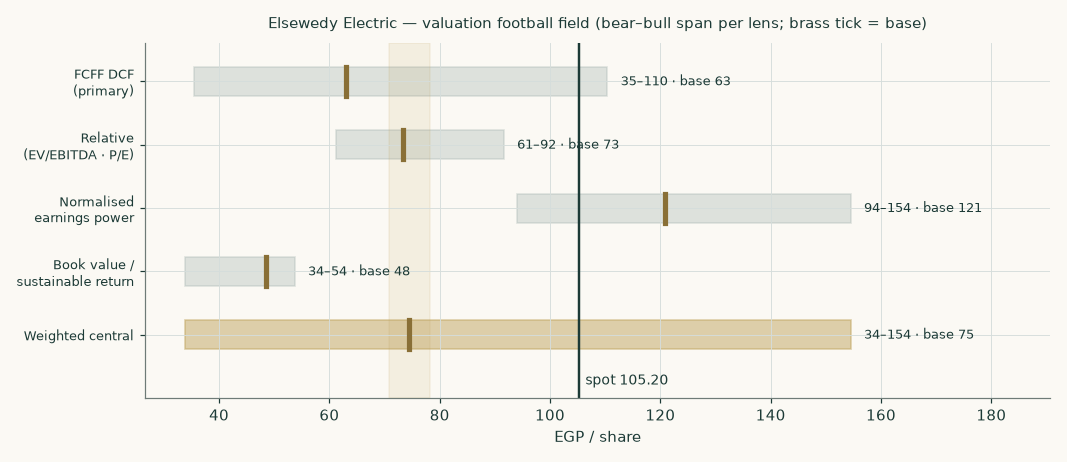 Elsewedy Electric — valuation football field (bear–bull span per lens; brass tick = base)
FCFF DCF
(primary)
35–110 · base 63
Relative
(EV/EBITDA · P/E)
61–92 · base 73
Normalised
earnings power
94–154 · base 121
Book value /
sustainable return
34–54 · base 48
Weighted central
34–154 · base 75
spot 105.20
40 60 80 100 120 140 160 180
EGP / share